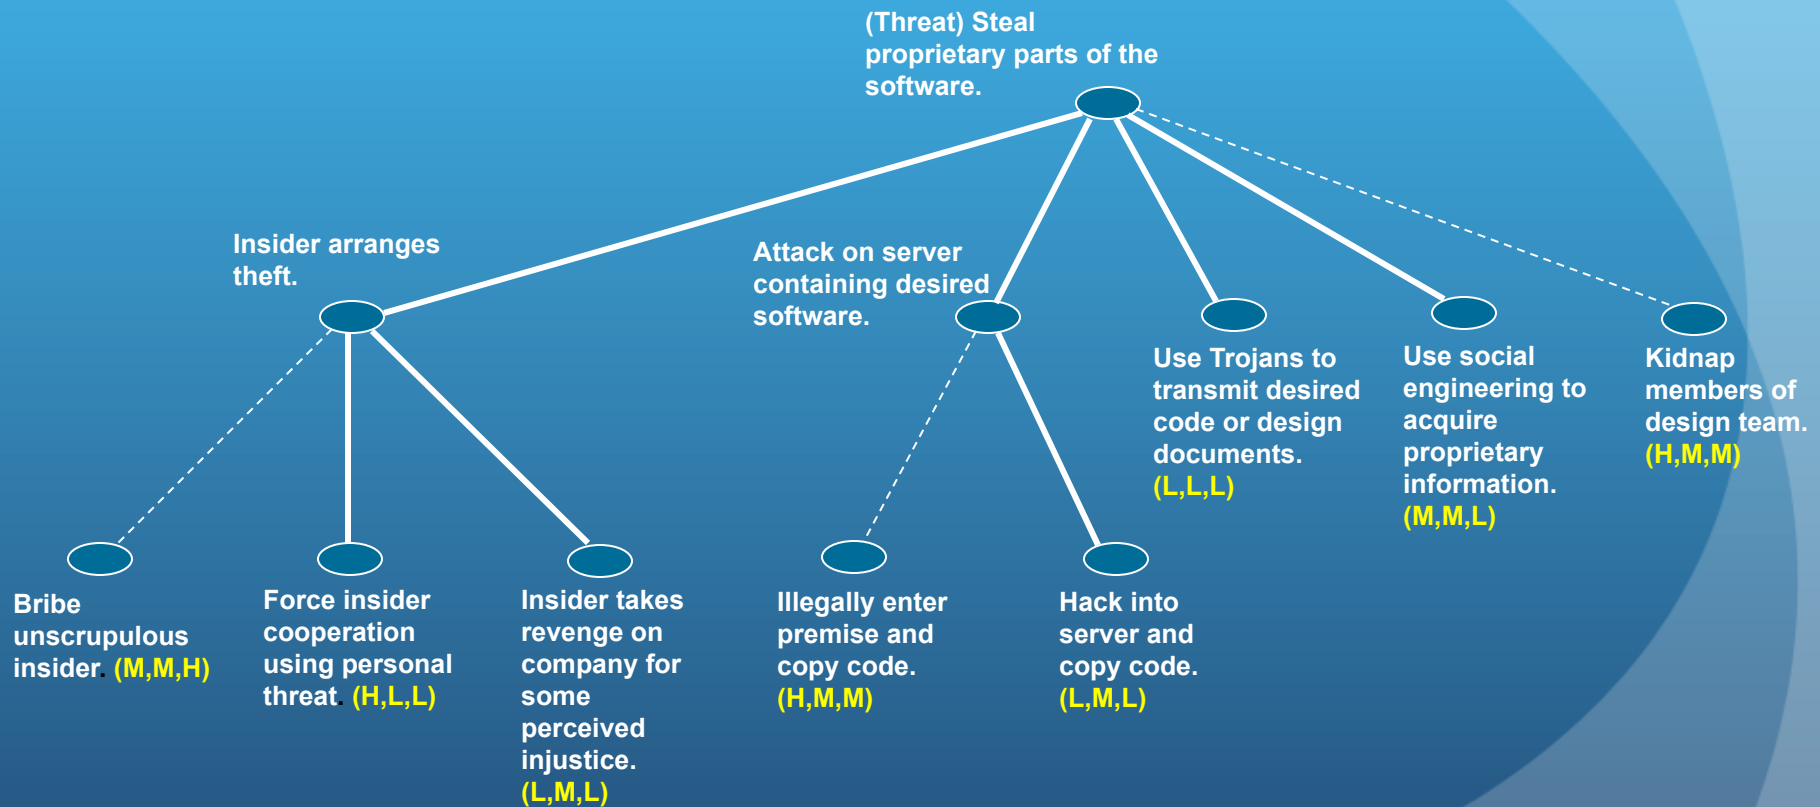 (Threat) Steal
proprietary parts of the
software.
Insider arranges
theft.
Attack on server
containing desired
software.
Use Trojans to
transmit desired
code or design
documents.
(L,L,L)
Use social
engineering to
acquire
proprietary
information.
(M,M,L)
Kidnap
members of
design team.
(H,M,M)
Bribe
unscrupulous
insider. (M,M,H)
Force insider
cooperation
using personal
threat. (H,L,L)
Insider takes
revenge on
company for
some
perceived
injustice.
(L,M,L)
Illegally enter
premise and
copy code.
(H,M,M)
Hack into
server and
copy code.
(L,M,L)